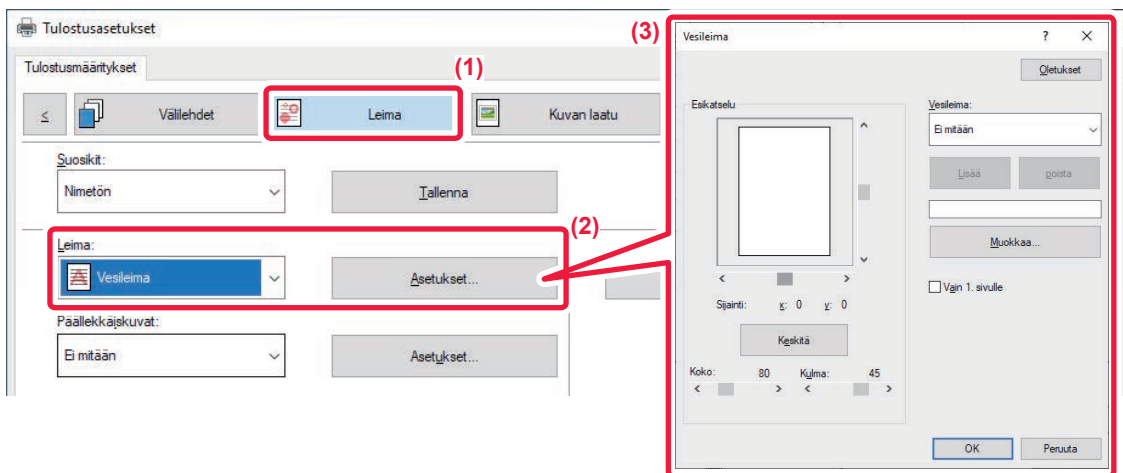 Tulostusasetukset
Tulostusmääritykset
(1)
< Välilehdet Leima Kuvan laatu
Suosikit:
Nimetön Tallenna
(2)
Leima:
Vesileima Asetukset...
Päällekkäiskuvat:
Ei mitään Asetukset...
(3)
Vesileima ? ×
Oletukset
Esikatselu
Vesileima:
Ei mitään
Lisää poista
Muokkaa...
Vain 1. sivulle
Sijainti: x: 0 y: 0
Keskitä
Koko: 80 Kulma: 45
OK Peruuta